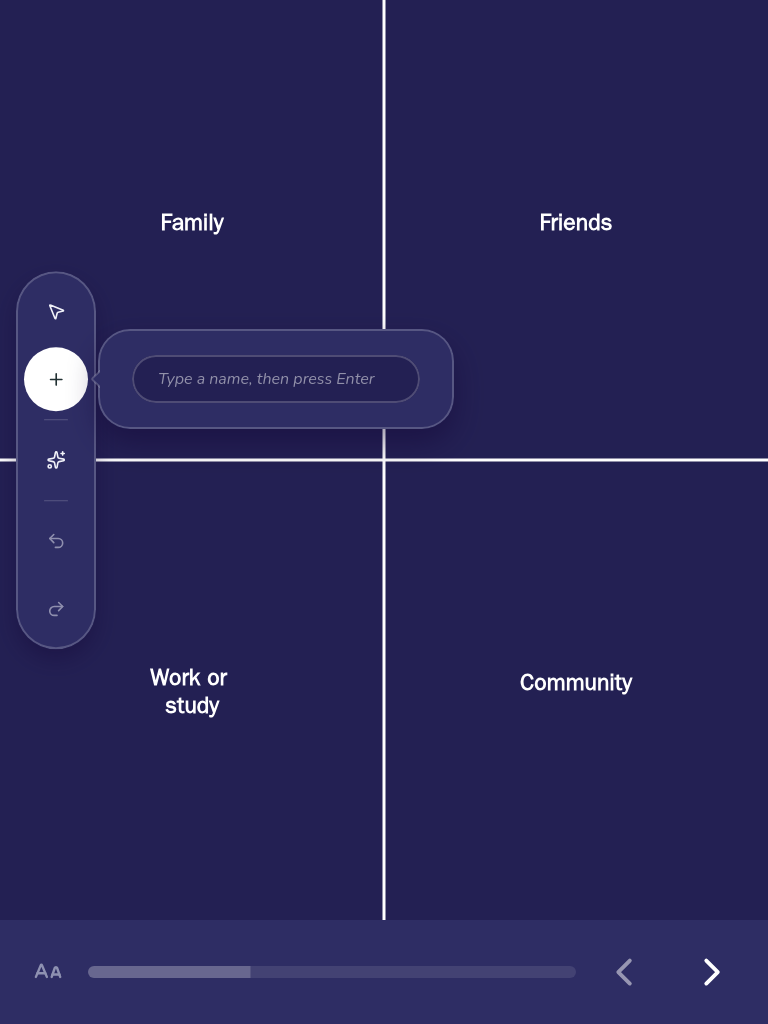 Family
Friends
Type a name, then press Enter
Work or
study
Community
AA